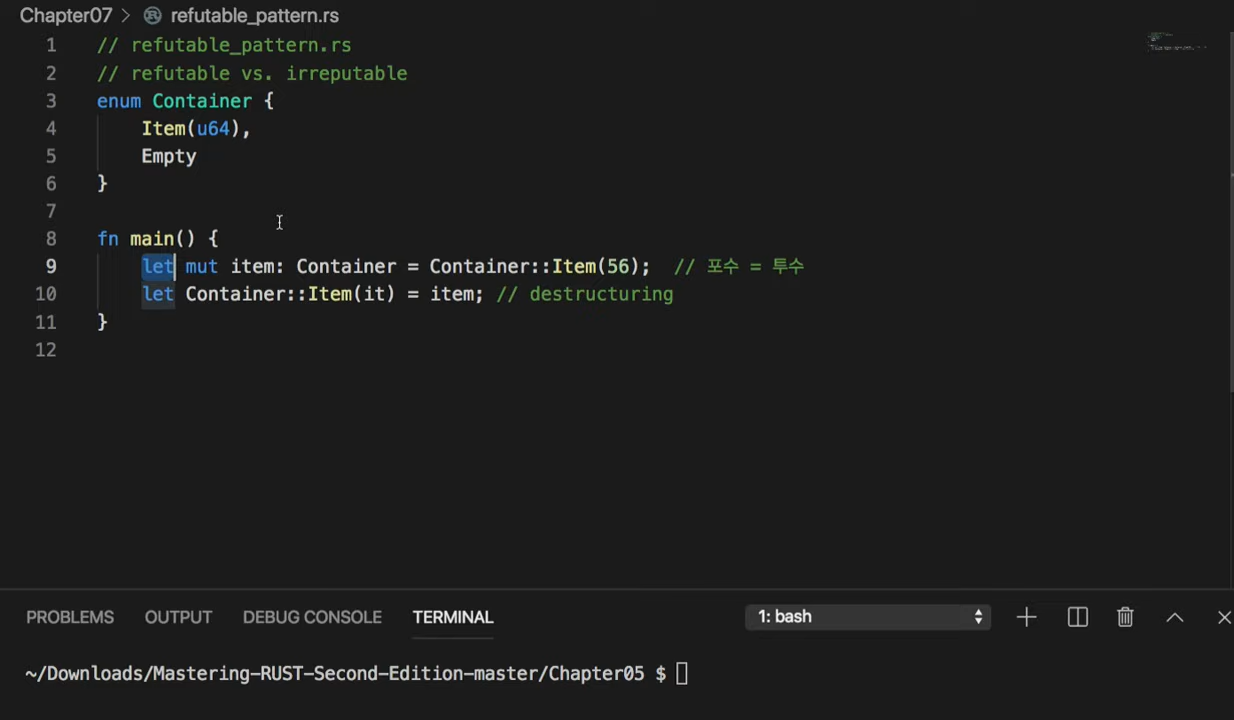 Chapter07 > refutable_pattern.rs
1 // refutable_pattern.rs
2 // refutable vs. irreputable
3 enum Container {
4 Item(u64),
5 Empty
6 }
7
8 fn main() {
9 let mut item: Container = Container::Item(56); // 포수 = 투수
10 let Container::Item(it) = item; // destructuring
11 }
12
PROBLEMS OUTPUT DEBUG CONSOLE TERMINAL 1: bash
~/Downloads/Mastering-RUST-Second-Edition-master/Chapter05 $